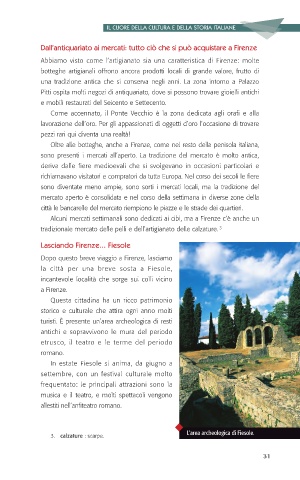 IL CUORE DELLA CULTURA E DELLA STORIA ITALIANE
Dall'antiquariato ai mercati: tutto ciò che si può acquistare a Firenze
Abbiamo visto come l'artigianato sia una caratteristica di Firenze: molte
botteghe artigianali offrono ancora prodotti locali di grande valore, frutto di
una tradizione antica che si conserva negli anni. La zona intorno a Palazzo
Pitti ospita molti negozi di antiquariato, dove si possono trovare gioielli antichi
e mobili restaurati del Seicento e Settecento.
Come accennato, il Ponte Vecchio è la zona dedicata agli orafi e alla
lavorazione dell'oro. Per gli appassionati di oggetti d'oro l'occasione di trovare
pezzi rari qui diventa una realtà!
Oltre alle botteghe, anche a Firenze, come nel resto della penisola italiana,
sono presenti i mercati all'aperto. La tradizione del mercato è molto antica,
deriva dalle fiere medioevali che si svolgevano in occasioni particolari e
richiamavano visitatori e compratori da tutta Europa. Nel corso dei secoli le fiere
sono diventate meno ampie, sono sorti i mercati locali, ma la tradizione del
mercato aperto è consolidata e nel corso della settimana in diverse zone della
città le bancarelle del mercato riempiono le piazze e le strade dei quartieri.
Alcuni mercati settimanali sono dedicati ai cibi, ma a Firenze c'è anche un
tradizionale mercato delle pelli e dell'artigianato delle calzature.3
Lasciando Firenze... Fiesole
Dopo questo breve viaggio a Firenze, lasciamo
la città per una breve sosta a Fiesole,
incantevole località che sorge sui colli vicino
a Firenze.
Questa cittadina ha un ricco patrimonio
storico e culturale che attira ogni anno molti
turisti. È presente un'area archeologica di resti
antichi e sopravvivono le mura del periodo
etrusco, il teatro e le terme del periodo
romano.
In estate Fiesole si anima, da giugno a
settembre, con un festival culturale molto
frequentato: le principali attrazioni sono la
musica e il teatro, e molti spettacoli vengono
allestiti nell'anfiteatro romano.
3. calzature : scarpe.
L'area archeologica di Fiesole.
31